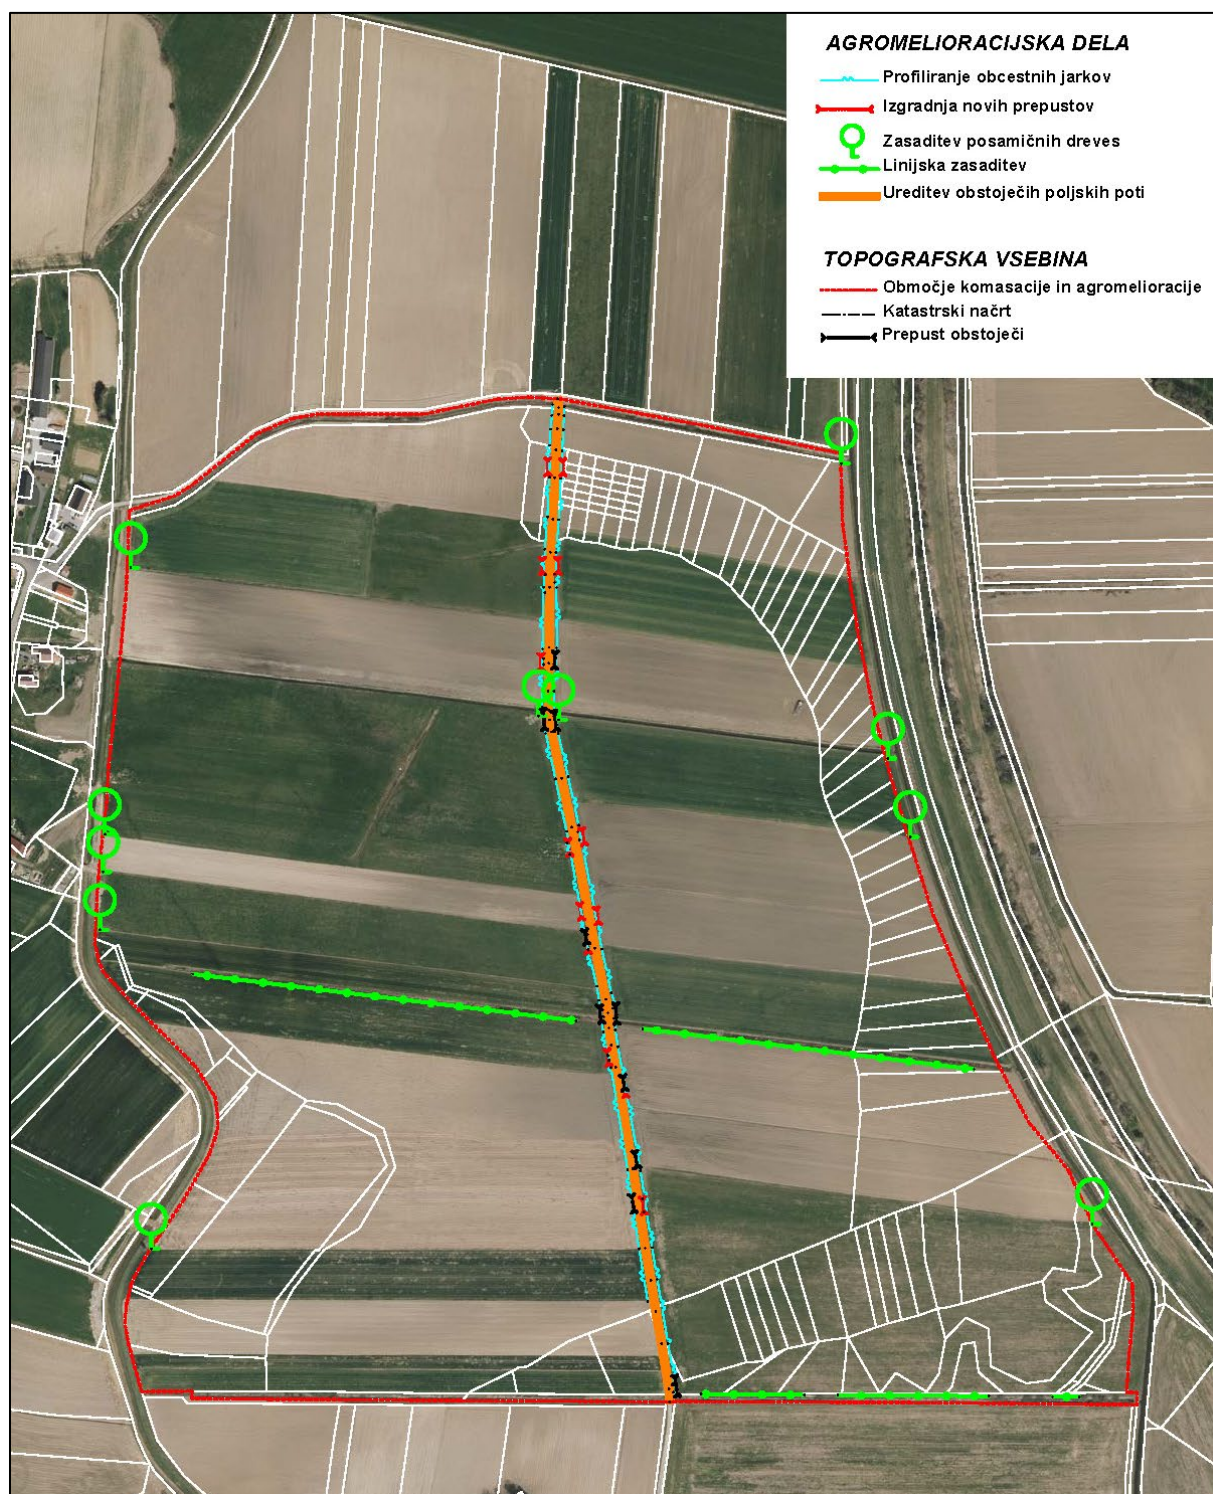 AGROMELIORACIJSKA DELA
Profiliranje obcestnih jarkov
Izgradnja novih prepustov
Zasaditev posamičnih dreves
Linijska zasaditev
Ureditev obstoječih poljskih poti
TOPOGRAFSKA VSEBINA
Območje komasacije in agromelioracije
Katastrski načrt
Prepust obstoječi